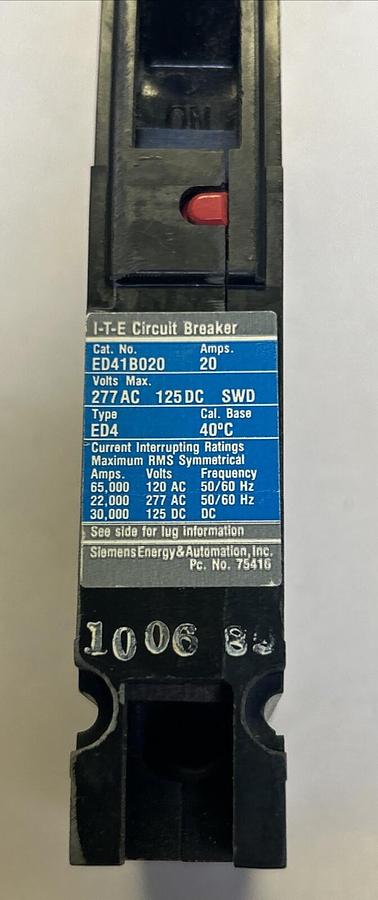 ON
I-T-E Circuit Breaker
Cat. No. Amps.
ED41B020 20
Volts Max.
277 AC 125 DC SWD
Type Cal. Base
ED4 40ºC
Current Interrupting Ratings
Maximum RMS Symmetrical
Amps. Volts Frequency
65,000 120 AC 50/60 Hz
22,000 277 AC 50/60 Hz
30,000 125 DC DC
See side for lug information
Siemens Energy & Automation, Inc.
Pc. No. 75416
1006